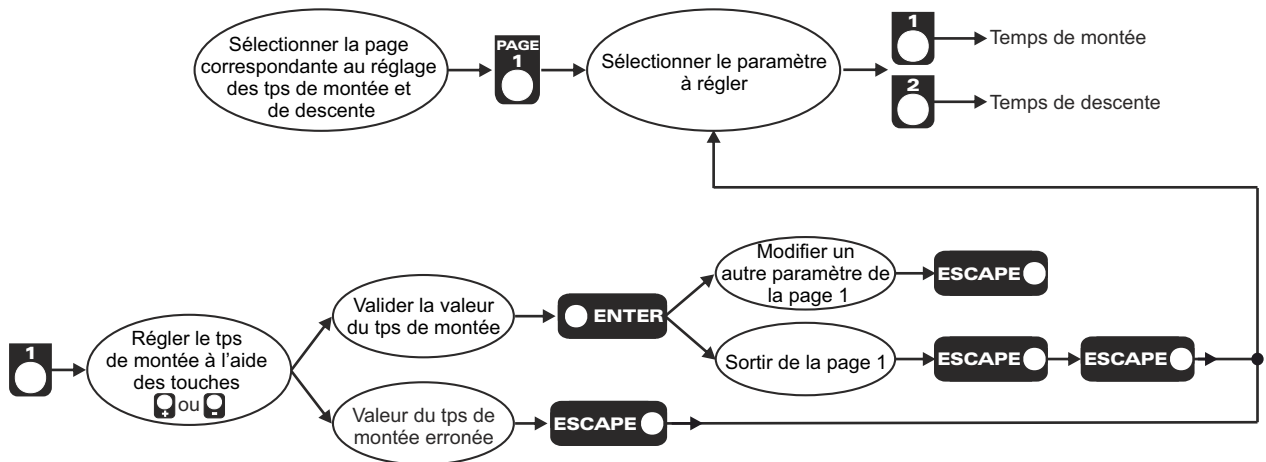 Sélectionner la page
correspondante au réglage
des tps de montée et
de descente
PAGE
1
Sélectionner le paramètre
à régler
1
Temps de montée
2
Temps de descente
1
Régler le tps
de montée à l’aide
des touches
+ ou -
Valider la valeur
du tps de montée
ENTER
Modifier un
autre paramètre de
la page 1
ESCAPE
Sortir de la page 1
ESCAPE
ESCAPE
Valeur du tps de
montée erronée
ESCAPE